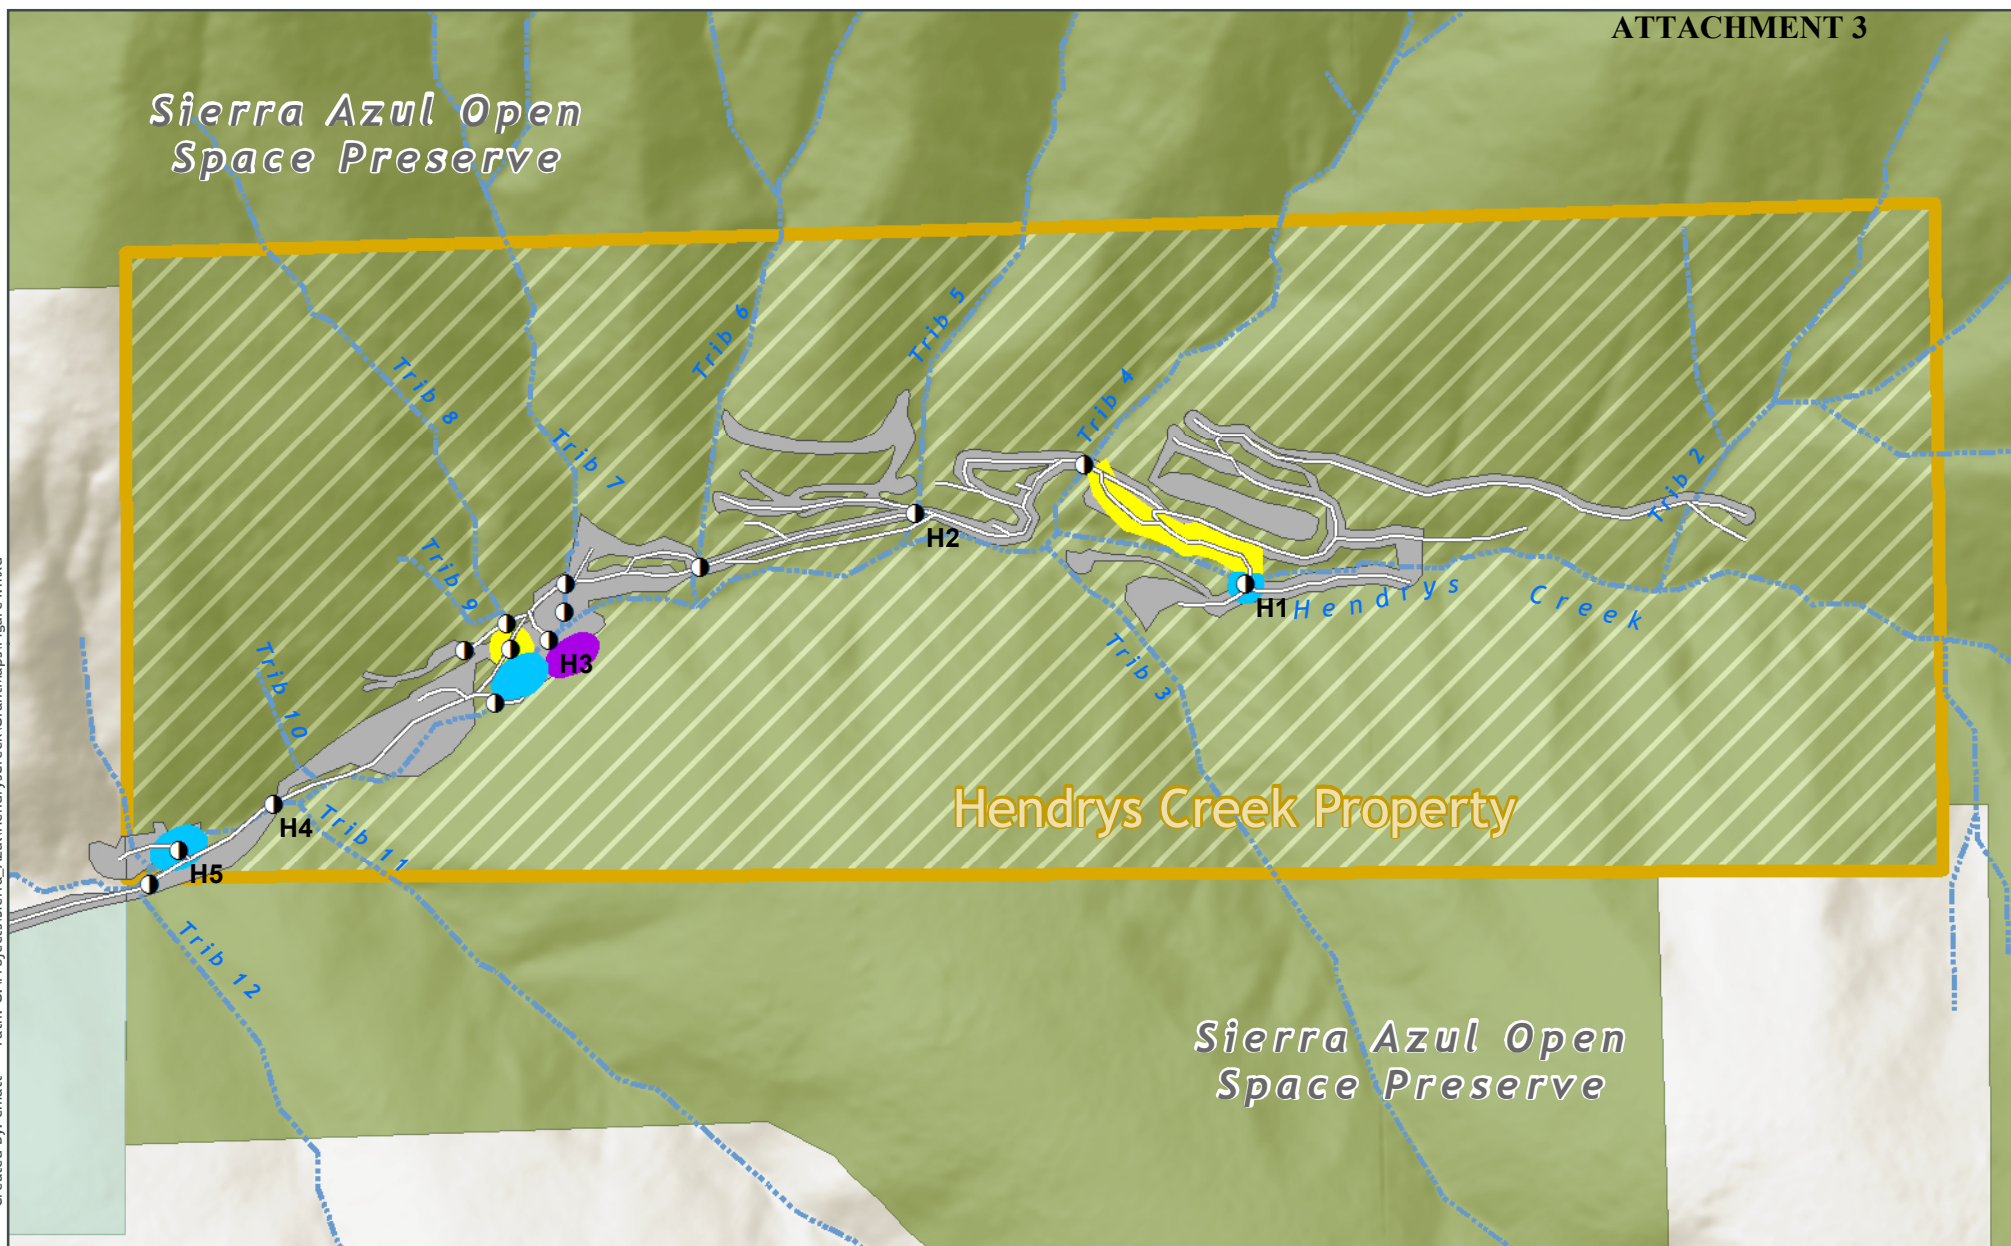 ATTACHMENT 3
Sierra Azul Open
Space Preserve
Trib 5
Trib 6
Trib 8
Trib 4
Trib 7
Trib 2
H2
Trib 9
H1
Hendrys Creek
H3
Trib 3
Trib 10
Hendrys Creek Property
H4
Trib 11
H5
Trib 12
Sierra Azul Open
Space Preserve